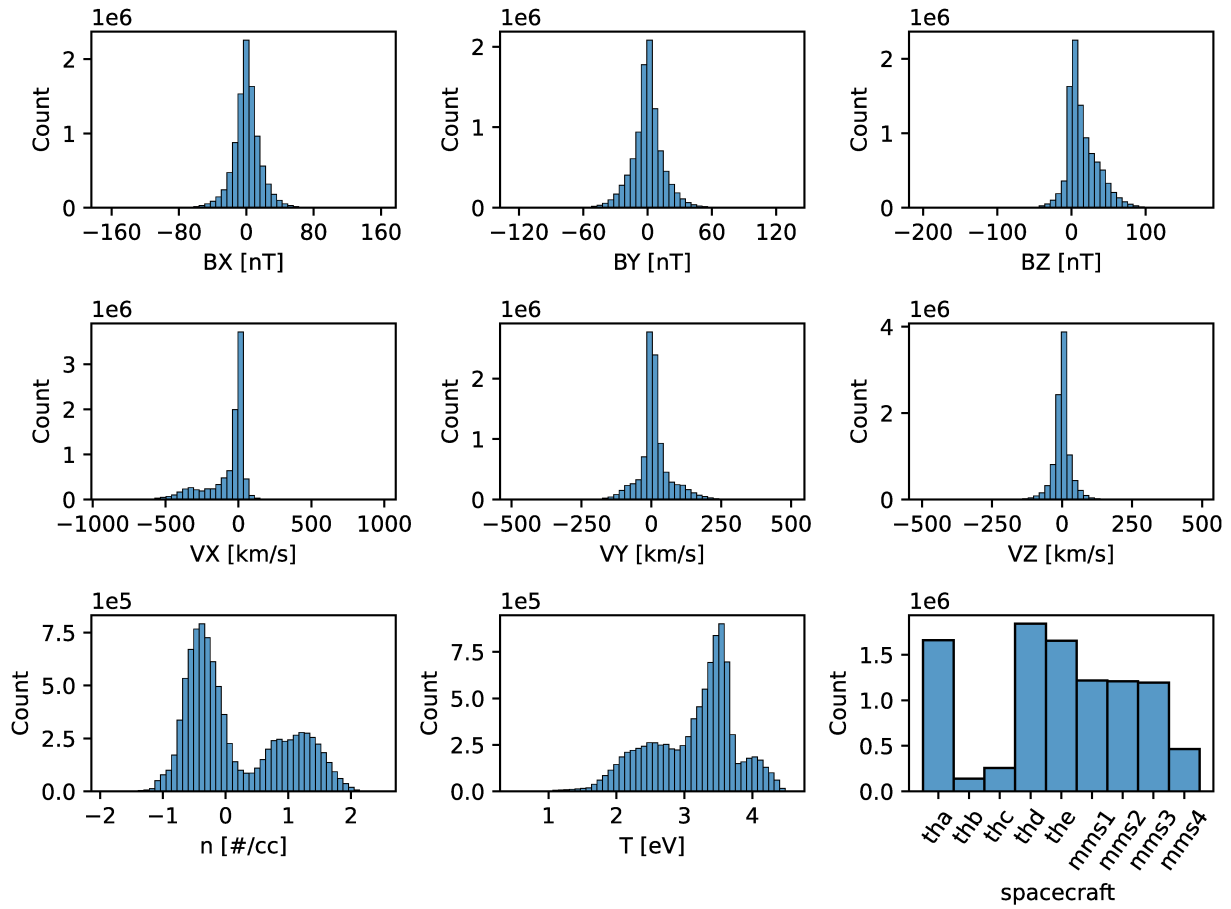 1e6
2
1
0
Count
−160 −80 0 80 160
BX [nT]
1e6
2
1
0
Count
−120 −60 0 60 120
BY [nT]
1e6
2
1
0
Count
−200 −100 0 100
BZ [nT]
1e6
3
2
1
0
Count
−1000 −500 0 500 1000
VX [km/s]
1e6
2
1
0
Count
−500 −250 0 250 500
VY [km/s]
1e6
4
2
0
Count
−500 −250 0 250 500
VZ [km/s]
1e5
7.5
5.0
2.5
0.0
Count
−2 −1 0 1 2
n [#/cc]
1e5
7.5
5.0
2.5
0.0
Count
1 2 3 4
T [eV]
1e6
1.5
1.0
0.5
0.0
Count
tha thb thc thd the mms1 mms2 mms3 mms4
spacecraft